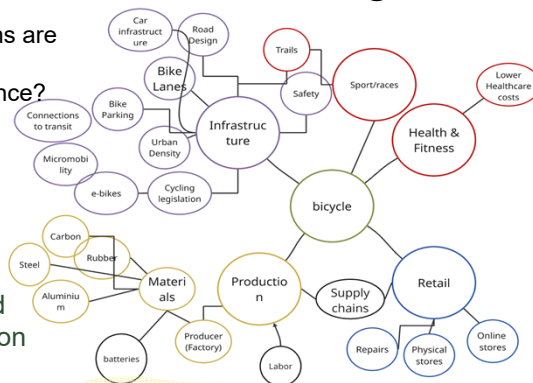 ns are
nce?
d
on
Car
infrastruct
ure
Road
Design
Trails
Sport/races
Lower
Healthcare
costs
Bike
Lanes
Safety
Bike
Parking
Connections
to transit
Infrastruc
ture
Health &
Fitness
Urban
Density
Micromobi
lity
e-bikes
Cycling
legislation
bicycle
Carbon
Rubber
Steel
Materi
als
Productio
n
Retail
Aluminiu
m
Supply
chains
Producer
(Factory)
batteries
Labor
Repairs
Physical
stores
Online
stores